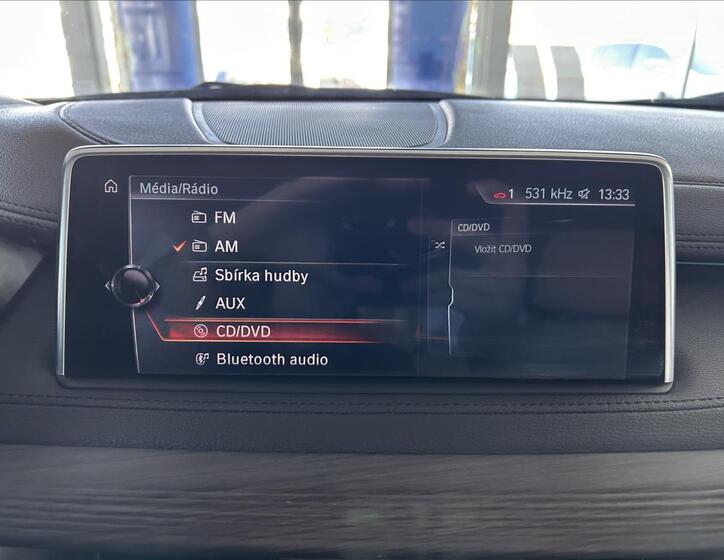 Média/Rádio
1 531 kHz 13:33
FM
AM
Sbírka hudby
AUX
CD/DVD
Bluetooth audio
CD/DVD
Vložit CD/DVD